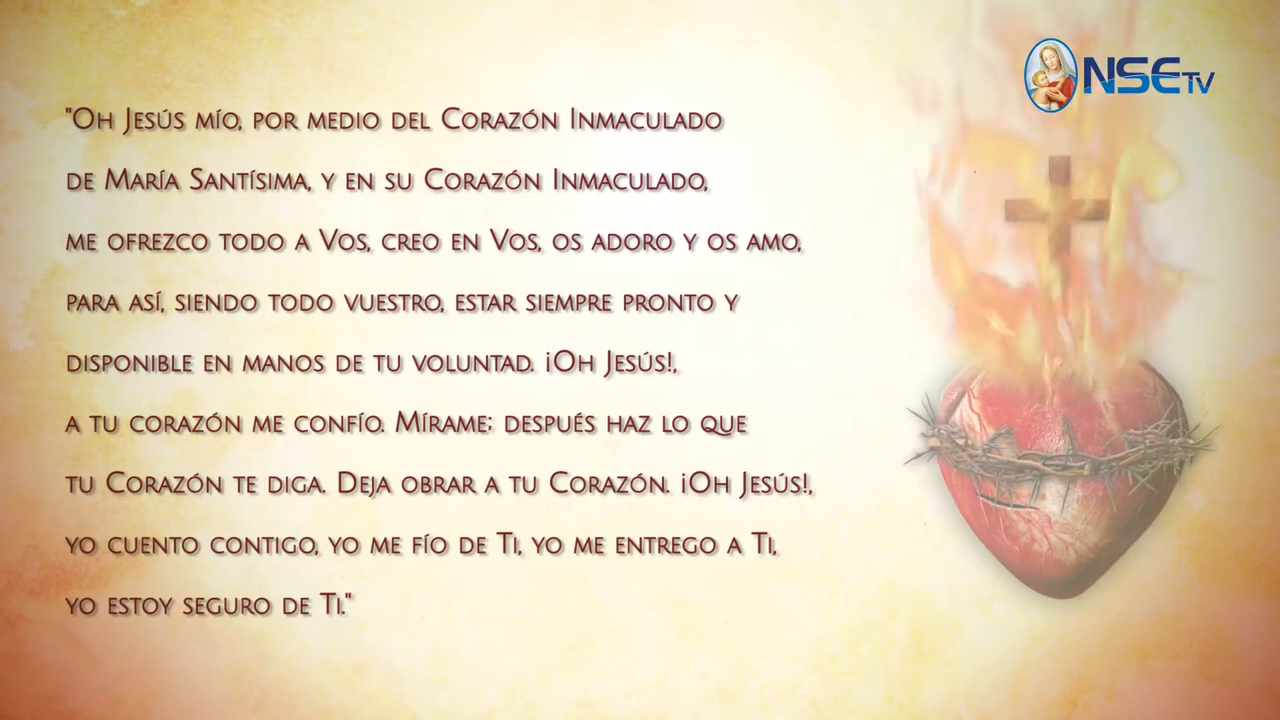 "Oh Jesús mío, por medio del Corazón Inmaculado
de María Santísima, y en su Corazón Inmaculado,
me ofrezco todo a Vos, creo en Vos, os adoro y os amo,
para así, siendo todo vuestro, estar siempre pronto y
disponible en manos de tu voluntad. ¡Oh Jesús!,
a tu corazón me confío. Mírame; después haz lo que
tu Corazón te diga. Deja obrar a tu Corazón. ¡Oh Jesús!,
yo cuento contigo, yo me fío de Ti, yo me entrego a Ti,
yo estoy seguro de Ti."
NSE TV